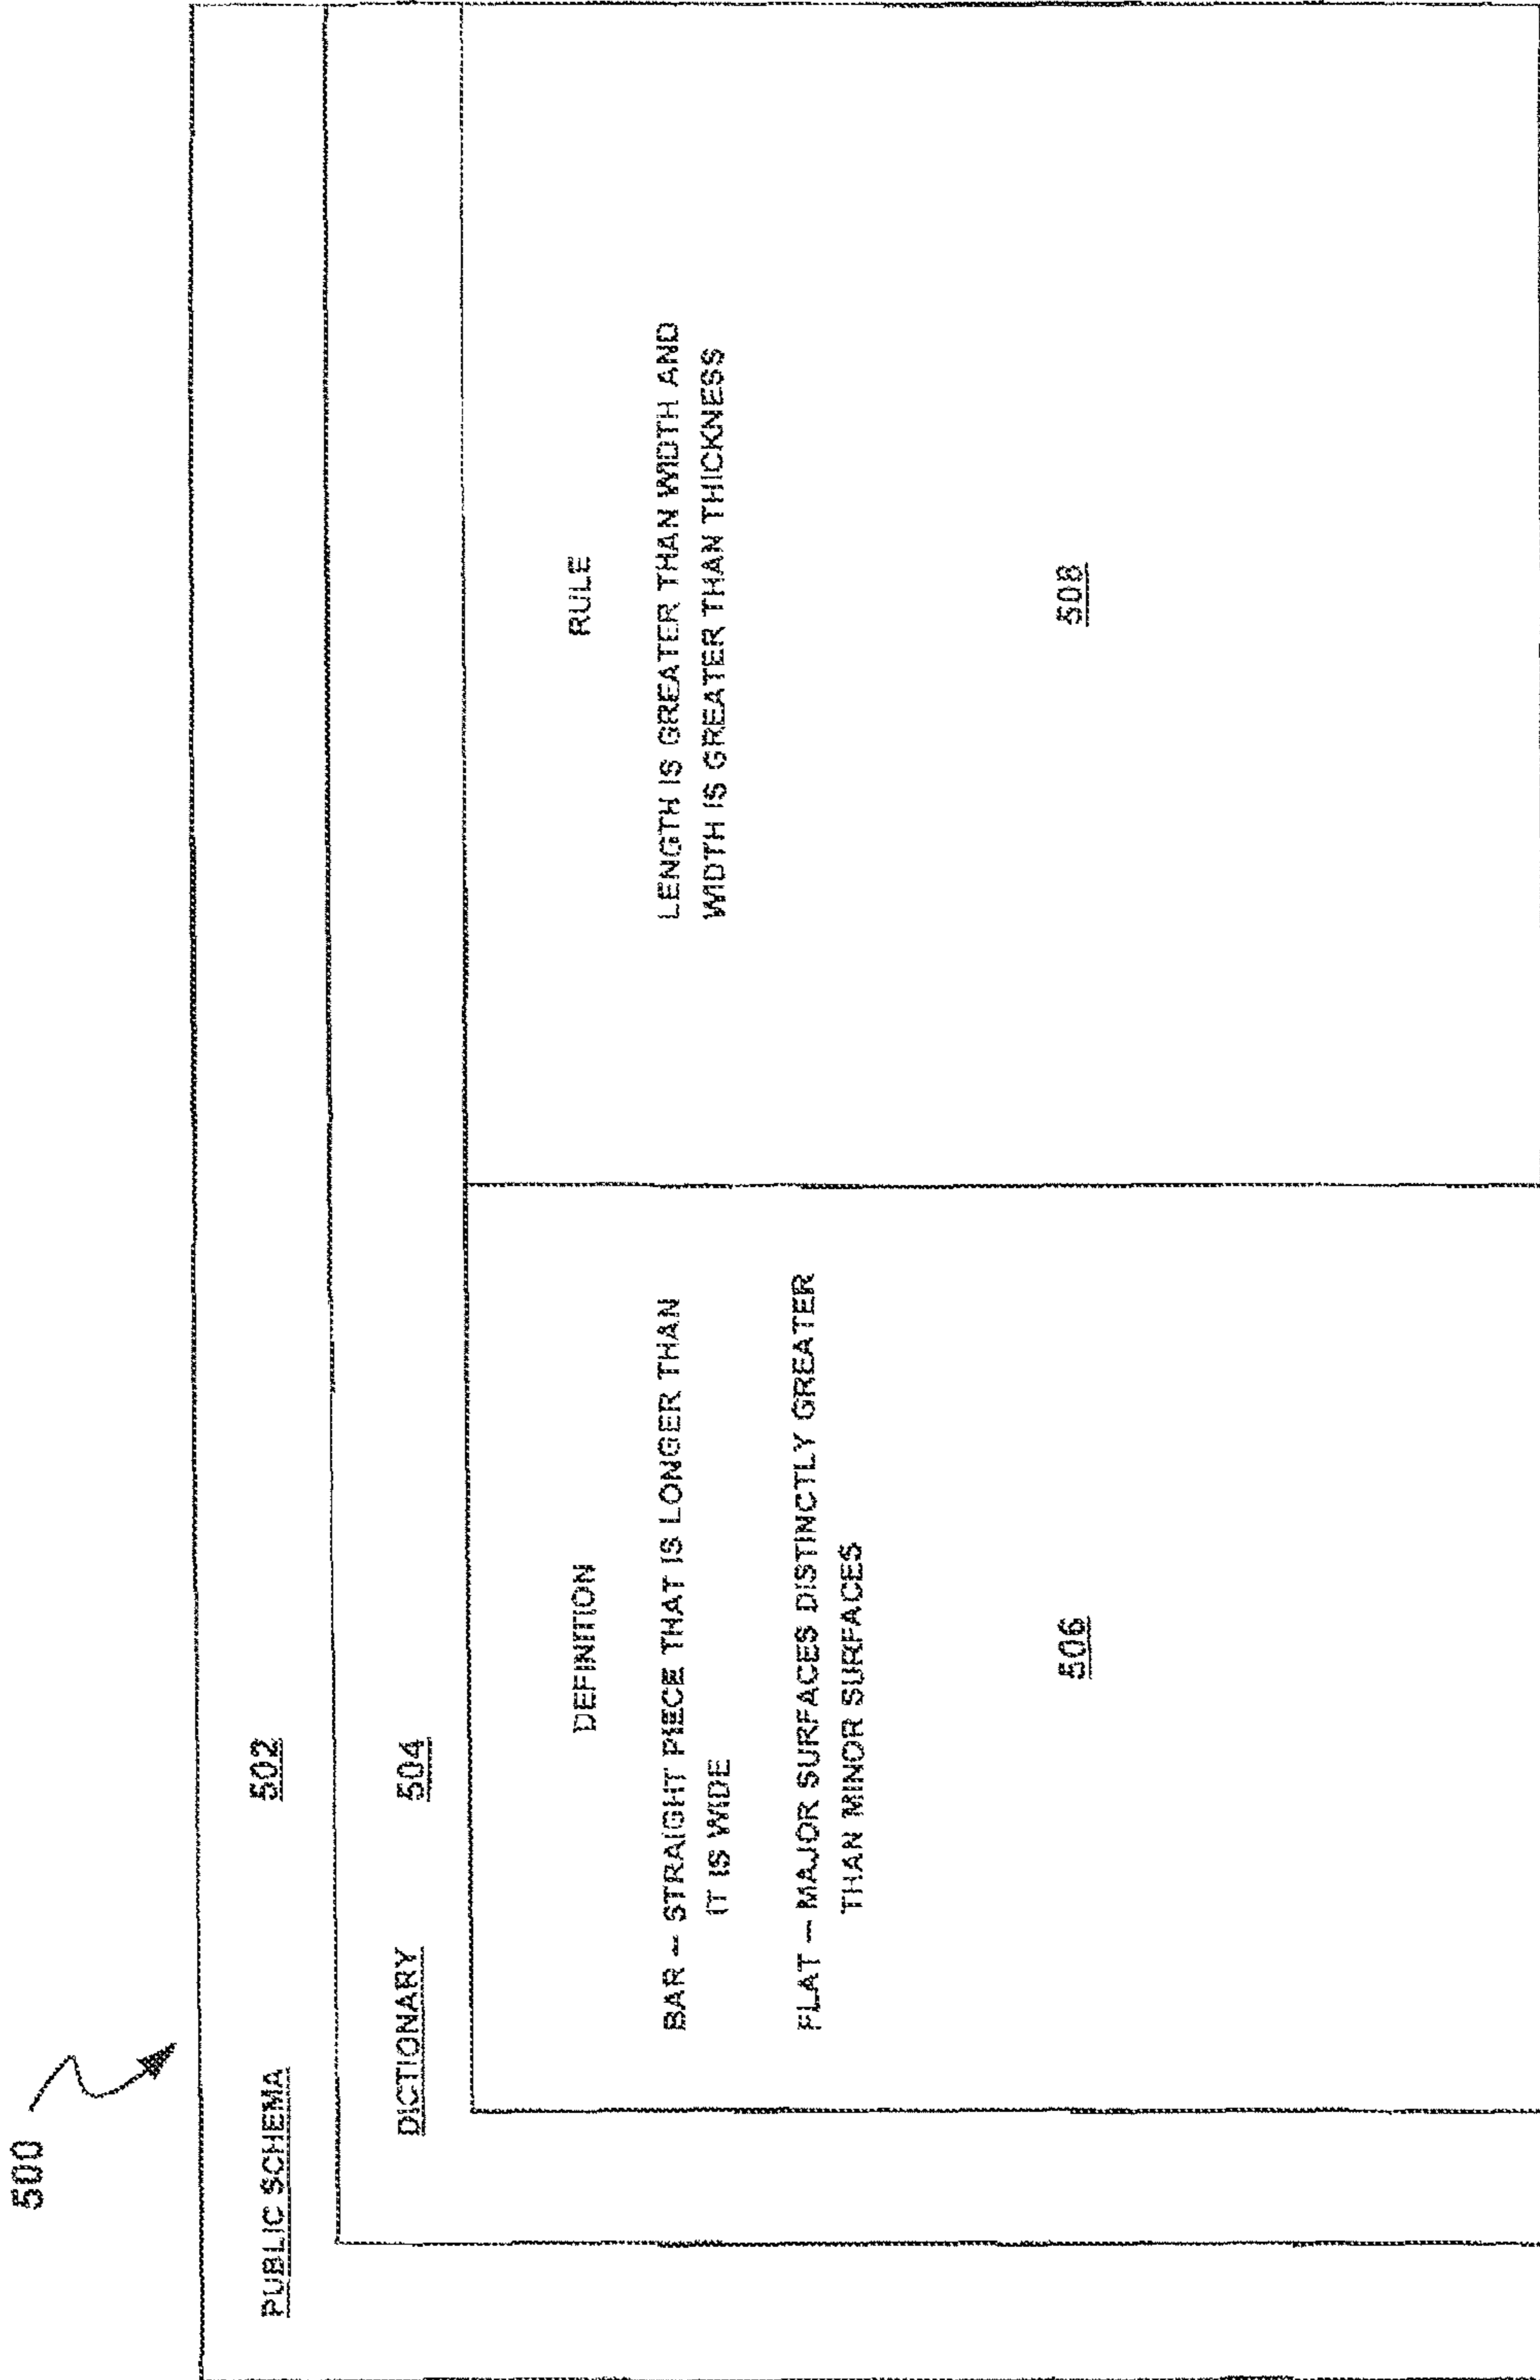 500
PUBLIC SCHEMA 502
DICTIONARY 504
DEFINITION
BAR – STRAIGHT PIECE THAT IS LONGER THAN
IT IS WIDE
FLAT – MAJOR SURFACES DISTINCTLY GREATER
THAN MINOR SURFACES
506
RULE
LENGTH IS GREATER THAN WIDTH AND
WIDTH IS GREATER THAN THICKNESS
508